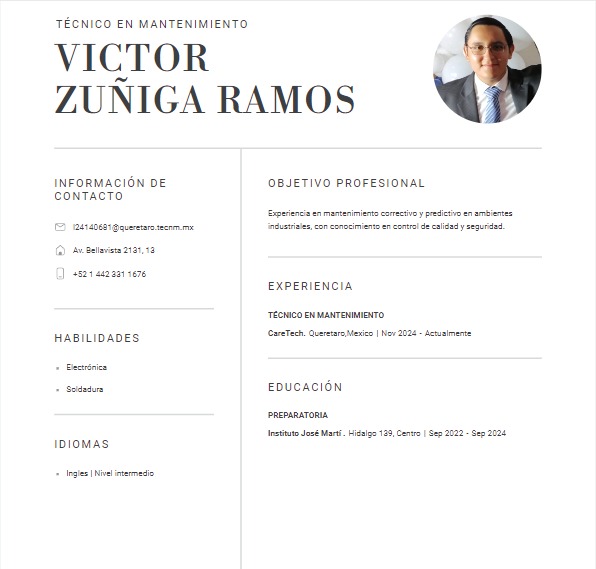 TÉCNICO EN MANTENIMIENTO
VICTOR
ZUÑIGA RAMOS
INFORMACIÓN DE
CONTACTO
l24140681@queretaro.tecnm.mx
Av. Bellavista 2131, 13
+52 1 442 331 1676
HABILIDADES
Electrónica
Soldadura
IDIOMAS
Ingles | Nivel intermedio
OBJETIVO PROFESIONAL
Experiencia en mantenimiento correctivo y predictivo en ambientes
industriales, con conocimiento en control de calidad y seguridad.
EXPERIENCIA
TÉCNICO EN MANTENIMIENTO
CareTech. Queretaro,Mexico | Nov 2024 - Actualmente
EDUCACIÓN
PREPARATORIA
Instituto José Martí . Hidalgo 139, Centro | Sep 2022 - Sep 2024